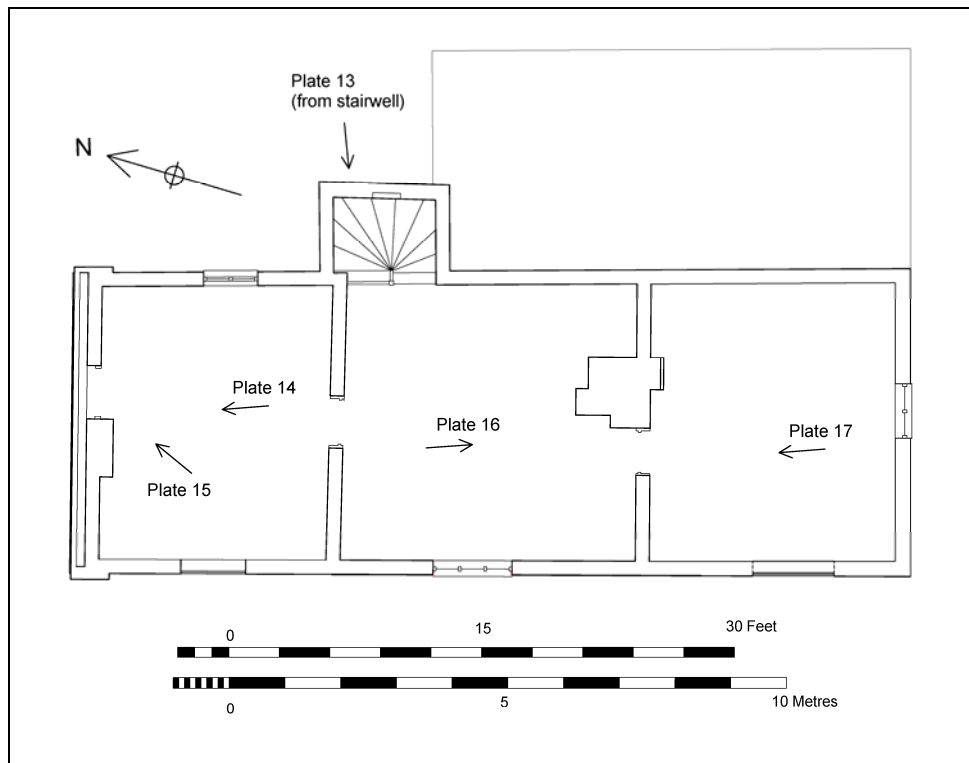 Plate 13
(from stairwell)
N
Plate 14
Plate 16
Plate 17
Plate 15
0 15 30 Feet
0 5 10 Metres